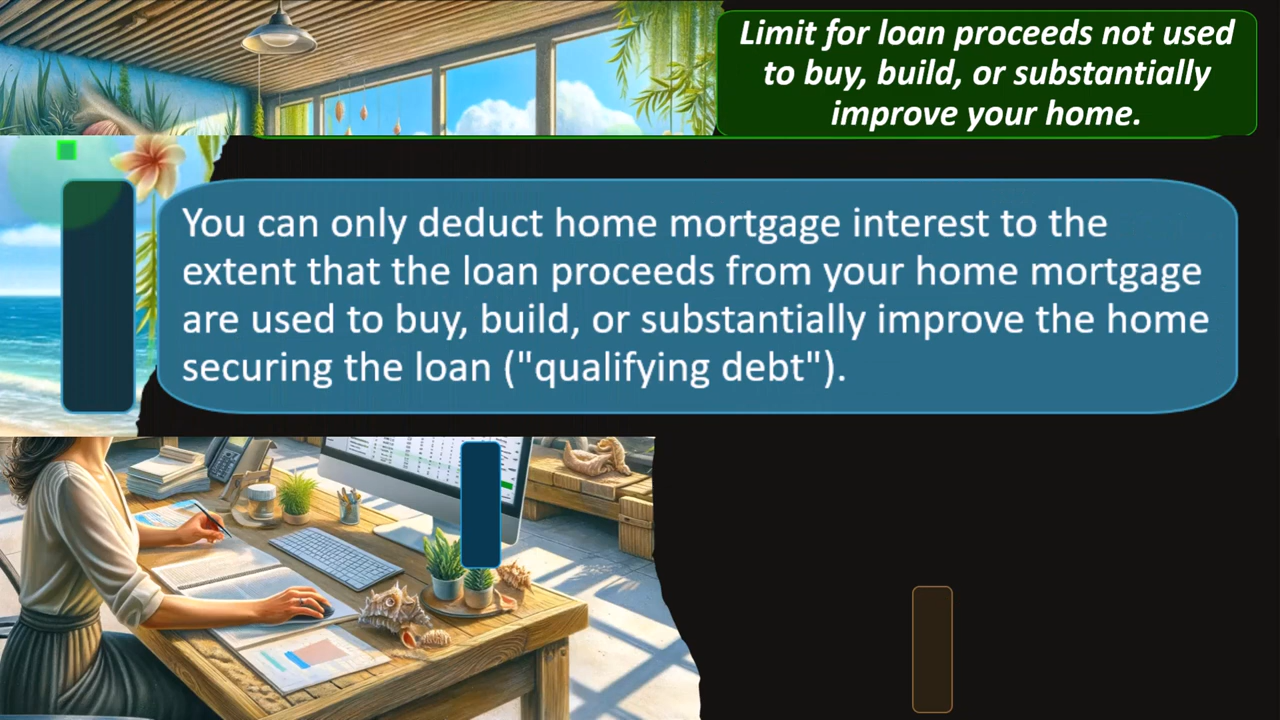 Limit for loan proceeds not used
to buy, build, or substantially
improve your home.
You can only deduct home mortgage interest to the
extent that the loan proceeds from your home mortgage
are used to buy, build, or substantially improve the home
securing the loan ("qualifying debt").